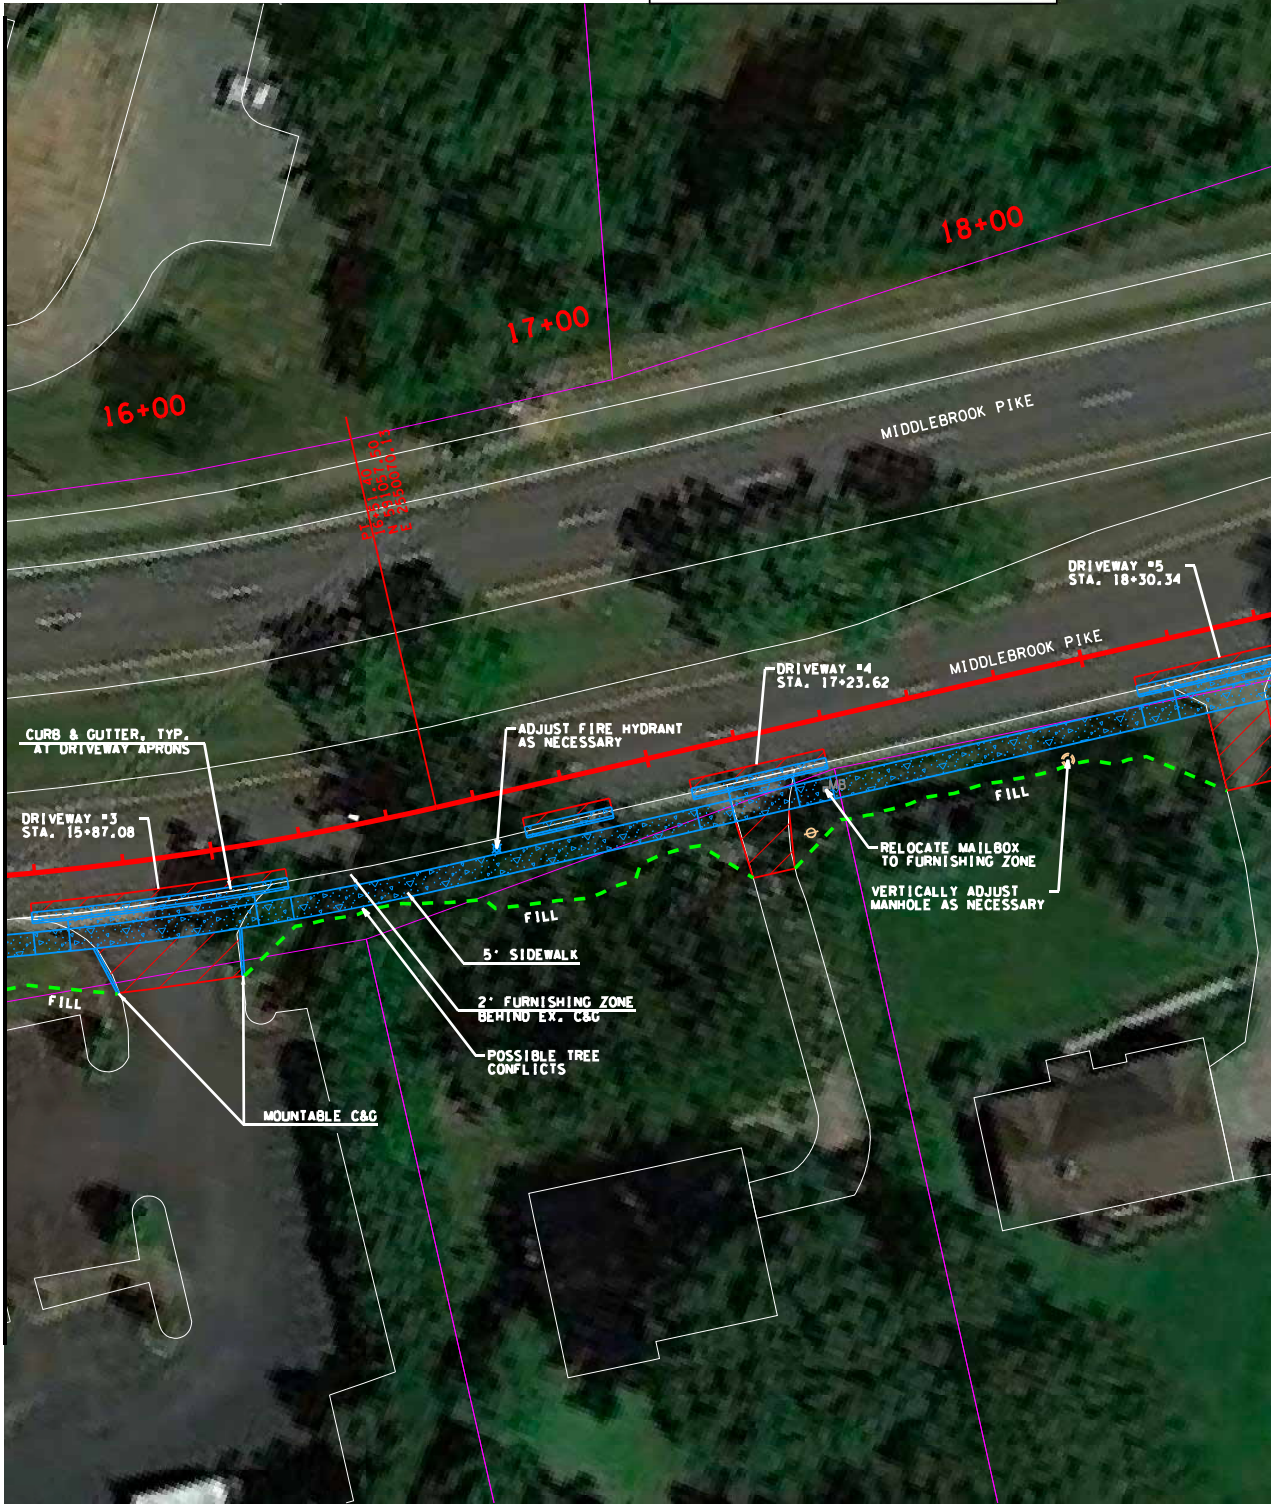 18+00
17+00
16+00
MIDDLEBROOK PIKE
DRIVEWAY #5
STA. 18+30.34
MIDDLEBROOK PIKE
DRIVEWAY #4
STA. 17+23.62
ADJUST FIRE HYDRANT
AS NECESSARY
CURB & GUTTER, TYP.
AT DRIVEWAY APRONS
DRIVEWAY #3
STA. 15+87.08
MB
FILL
RELOCATE MAILBOX
TO FURNISHING ZONE
VERTICALLY ADJUST
MANHOLE AS NECESSARY
FILL
5' SIDEWALK
2' FURNISHING ZONE
BEHIND EX. C&G
FILL
POSSIBLE TREE
CONFLICTS
MOUNTABLE C&G